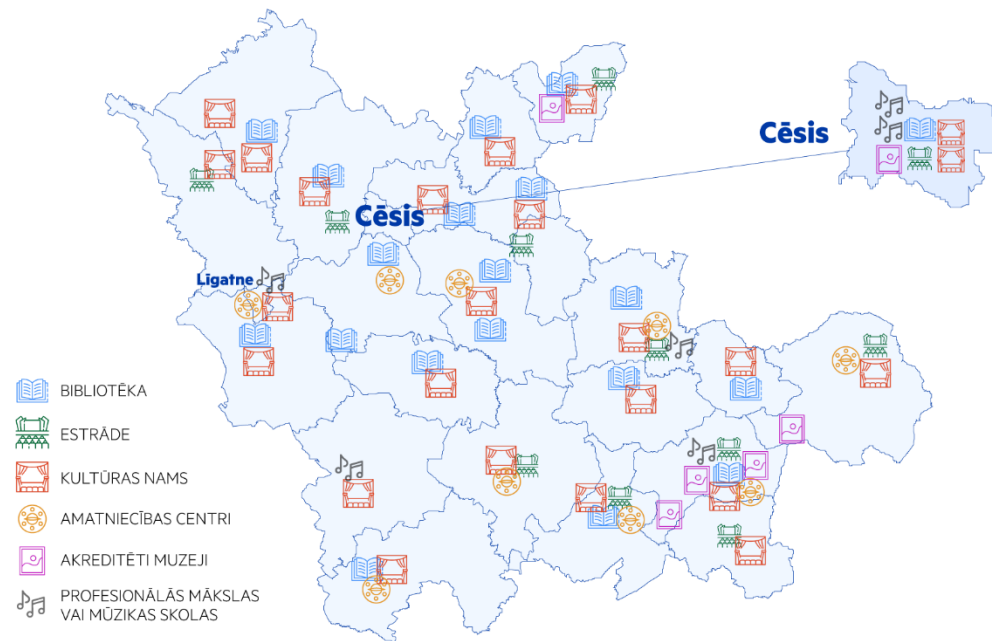 Cēsis
Cēsis
Līgatne
BIBLIOTĒKA
ESTRĀDE
KULTŪRAS NAMS
AMATNIECĪBAS CENTRI
AKREDITĒTI MUZEJI
PROFESIONĀLĀS MĀKSLAS
VAI MŪZIKAS SKOLAS